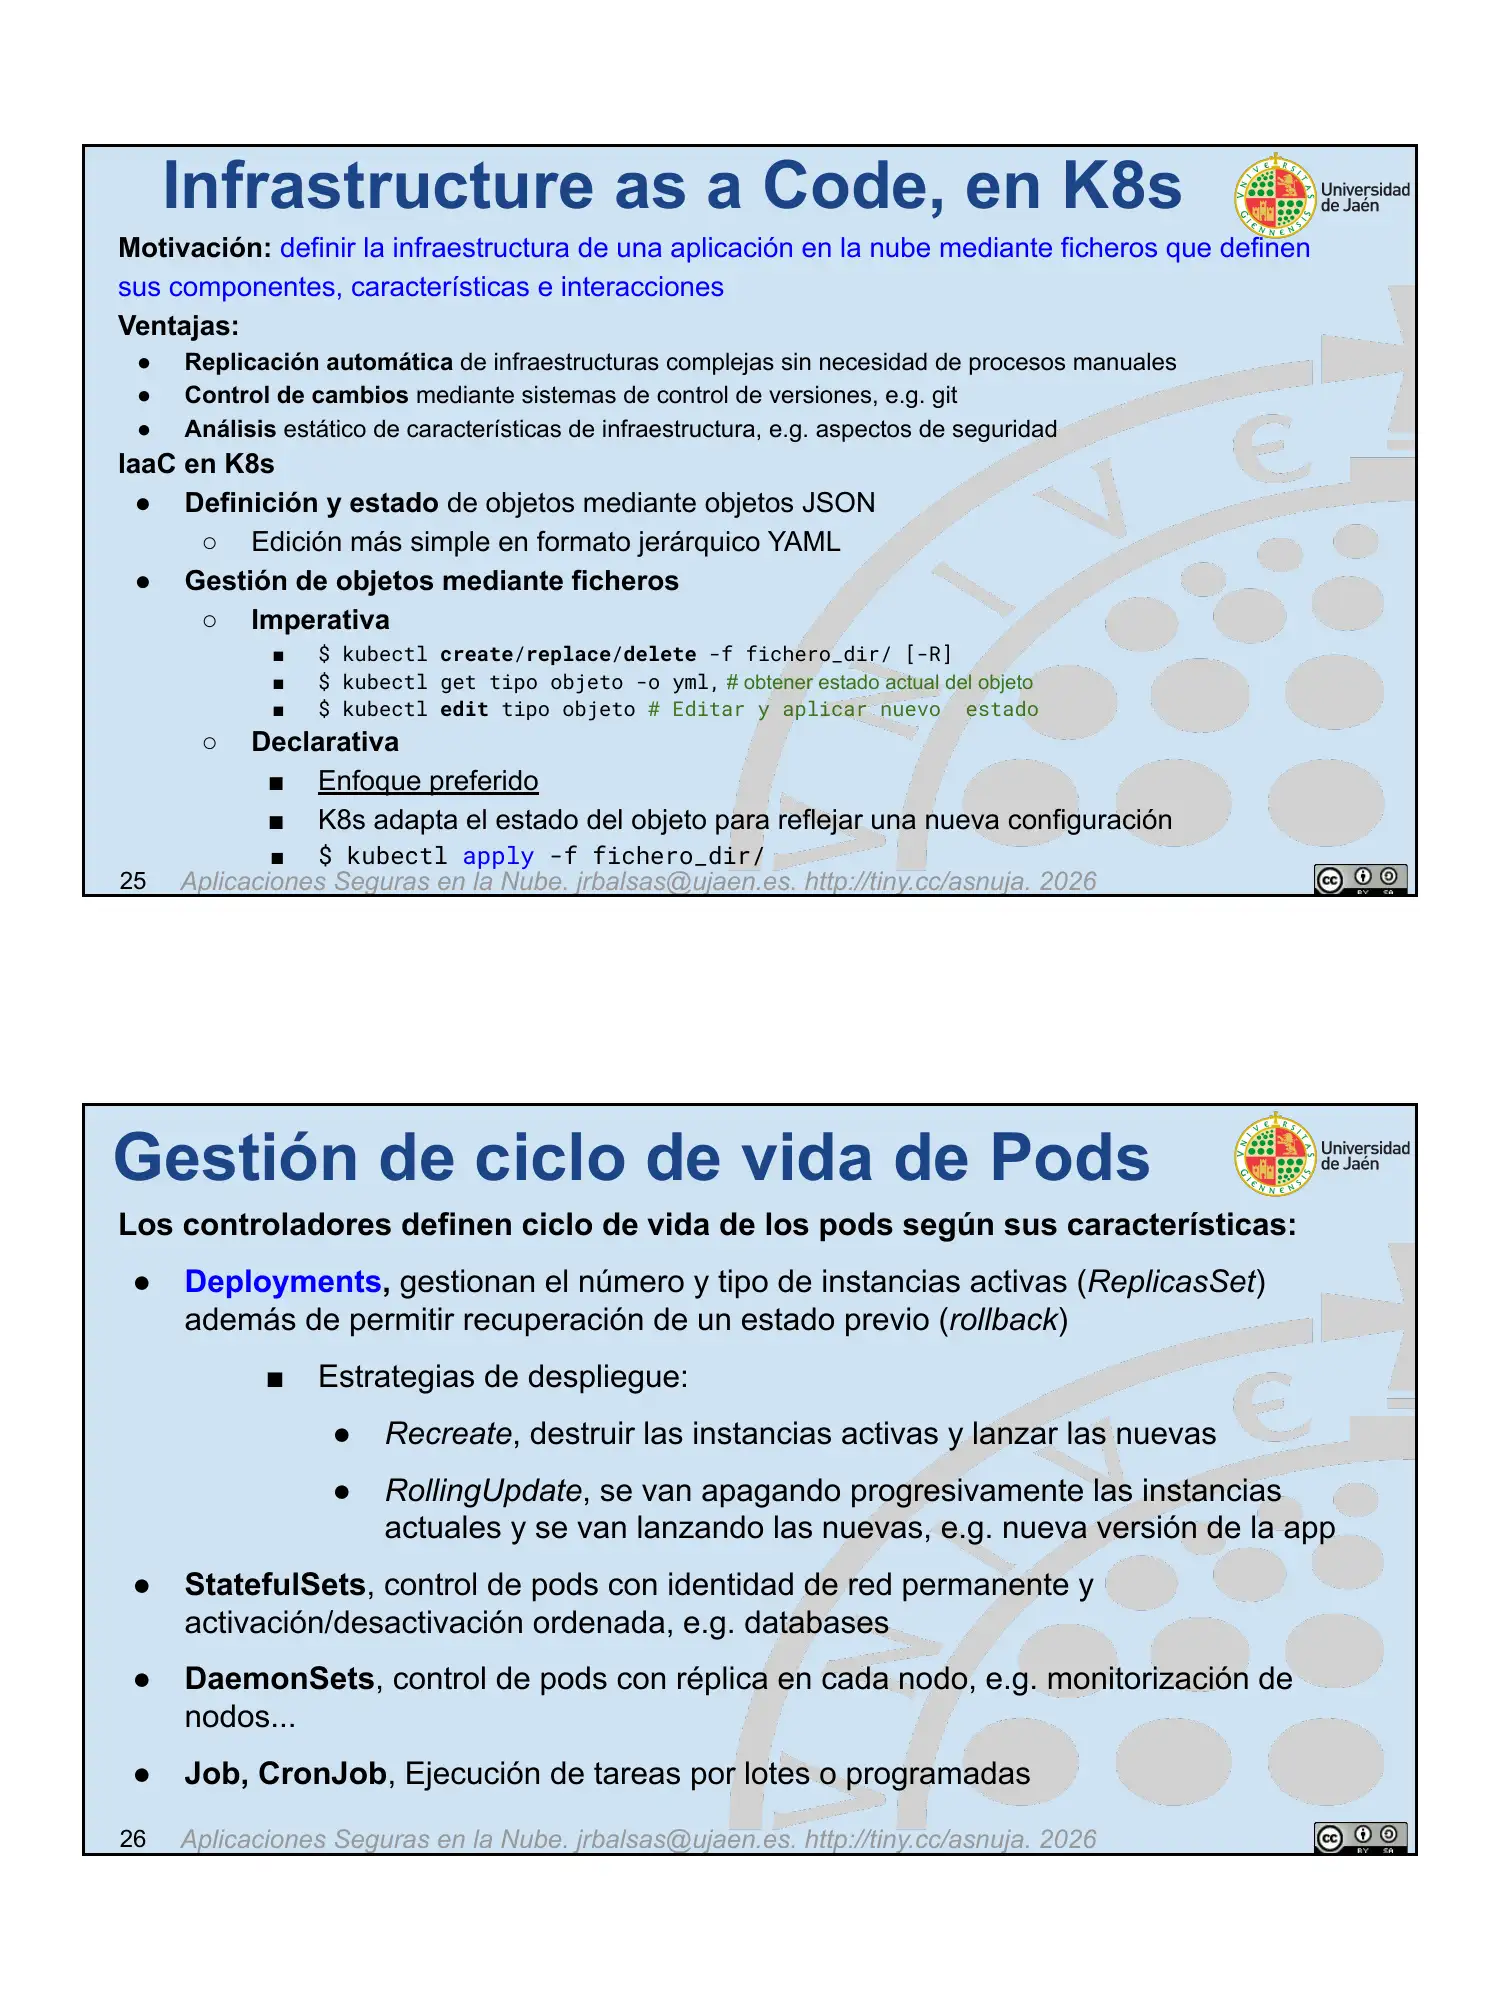 Infrastructure as a Code, en K8s
Universidad
de Jaén
Motivación: definir la infraestructura de una aplicación en la nube mediante ficheros que definen
sus componentes, características e interacciones
Ventajas:
● Replicación automática de infraestructuras complejas sin necesidad de procesos manuales
● Control de cambios mediante sistemas de control de versiones, e.g. git
● Análisis estático de características de infraestructura, e.g. aspectos de seguridad
IaaC en K8s
● Definición y estado de objetos mediante objetos JSON
○ Edición más simple en formato jerárquico YAML
● Gestión de objetos mediante ficheros
○ Imperativa
■ $ kubectl create/replace/delete -f fichero_dir/ [-R]
■ $ kubectl get tipo objeto -o yml, # obtener estado actual del objeto
■ $ kubectl edit tipo objeto # Editar y aplicar nuevo estado
○ Declarativa
■ Enfoque preferido
■ K8s adapta el estado del objeto para reflejar una nueva configuración
■ $ kubectl apply -f fichero_dir/
25 Aplicaciones Seguras en la Nube. jrbalsas@ujaen.es. http://tiny.cc/asnuja. 2026
cc BY SA
Gestión de ciclo de vida de Pods
Universidad
de Jaén
Los controladores definen ciclo de vida de los pods según sus características:
● Deployments, gestionan el número y tipo de instancias activas (ReplicasSet)
además de permitir recuperación de un estado previo (rollback)
■ Estrategias de despliegue:
● Recreate, destruir las instancias activas y lanzar las nuevas
● RollingUpdate, se van apagando progresivamente las instancias
actuales y se van lanzando las nuevas, e.g. nueva versión de la app
● StatefulSets, control de pods con identidad de red permanente y
activación/desactivación ordenada, e.g. databases
● DaemonSets, control de pods con réplica en cada nodo, e.g. monitorización de
nodos...
● Job, CronJob, Ejecución de tareas por lotes o programadas
26 Aplicaciones Seguras en la Nube. jrbalsas@ujaen.es. http://tiny.cc/asnuja. 2026
cc BY SA